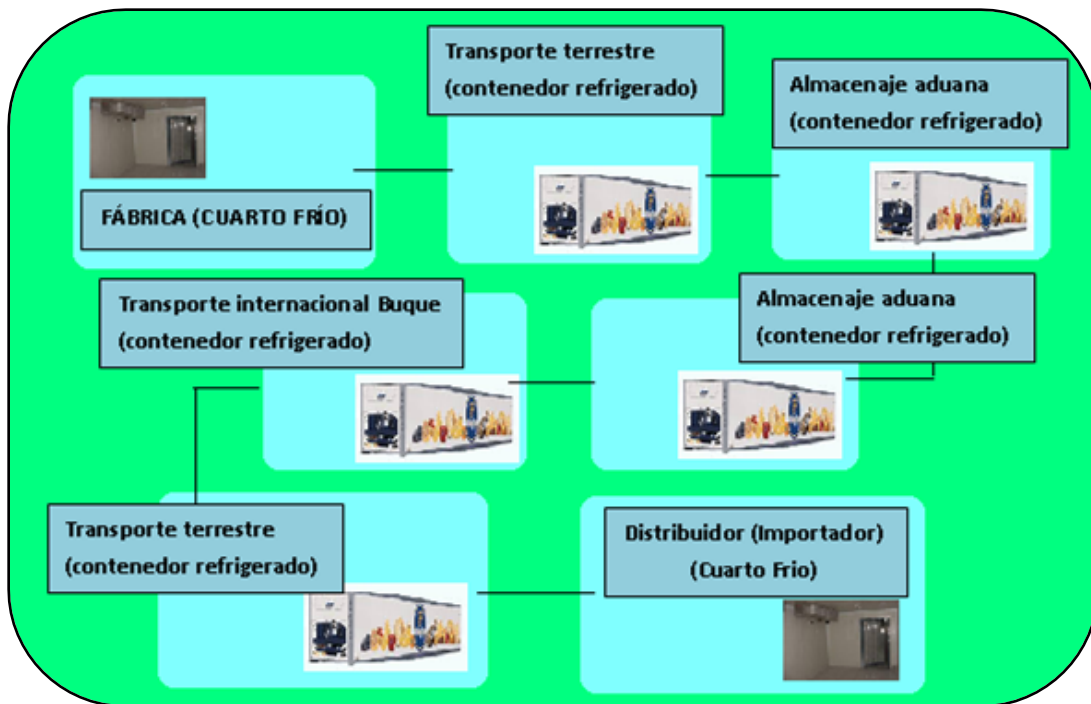 Transporte terrestre
(contenedor refrigerado)
Almacenaje aduana
(contenedor refrigerado)
FÁBRICA (CUARTO FRÍO)
Transporte internacional Buque
(contenedor refrigerado)
Almacenaje aduana
(contenedor refrigerado)
Transporte terrestre
(contenedor refrigerado)
Distribuidor (Importador)
(Cuarto Frio)